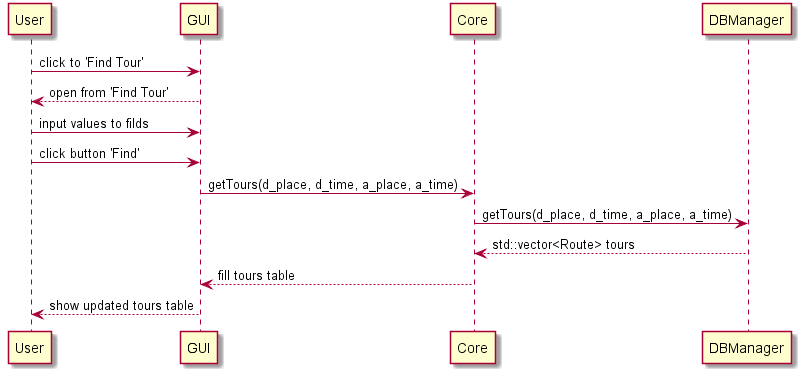 User GUI Core DBManager
click to 'Find Tour'
open from 'Find Tour'
input values to filds
click button 'Find'
getTours(d_place, d_time, a_place, a_time)
getTours(d_place, d_time, a_place, a_time)
std::vector<Route> tours
fill tours table
show updated tours table
User GUI Core DBManager